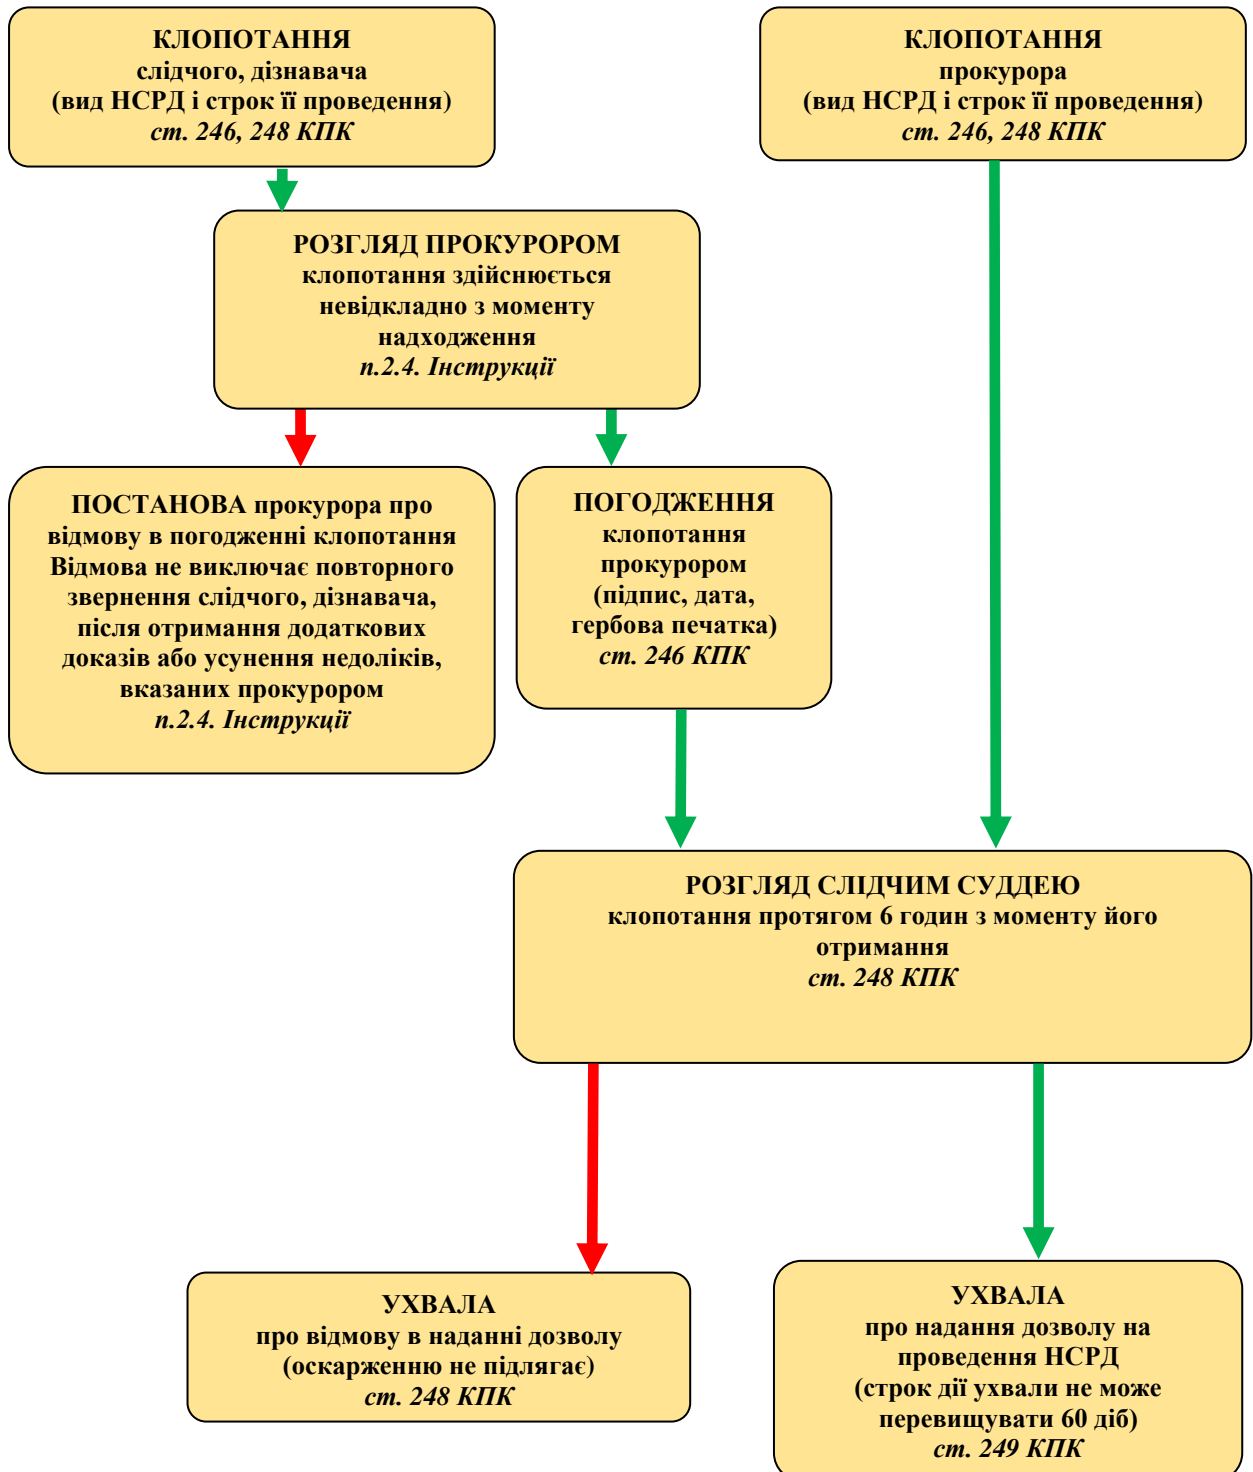 КЛОПОТАННЯ
слідчого, дізнавача
(вид НСРД і строк її проведення)
ст. 246, 248 КПК
КЛОПОТАННЯ
прокурора
(вид НСРД і строк її проведення)
ст. 246, 248 КПК
РОЗГЛЯД ПРОКУРОРОМ
клопотання здійснюється
невідкладно з моменту
надходження
п.2.4. Інструкції
ПОСТАНОВА прокурора про
відмову в погодженні клопотання
Відмова не виключає повторного
звернення слідчого, дізнавача,
після отримання додаткових
доказів або усунення недоліків,
вказаних прокурором
п.2.4. Інструкції
ПОГОДЖЕННЯ
клопотання
прокурором
(підпис, дата,
гербова печатка)
ст. 246 КПК
РОЗГЛЯД СЛІДЧИМ СУДДЕЮ
клопотання протягом 6 годин з моменту його
отримання
ст. 248 КПК
УХВАЛА
про відмову в наданні дозволу
(оскарженню не підлягає)
ст. 248 КПК
УХВАЛА
про надання дозволу на
проведення НСРД
(строк дії ухвали не може
перевищувати 60 діб)
ст. 249 КПК